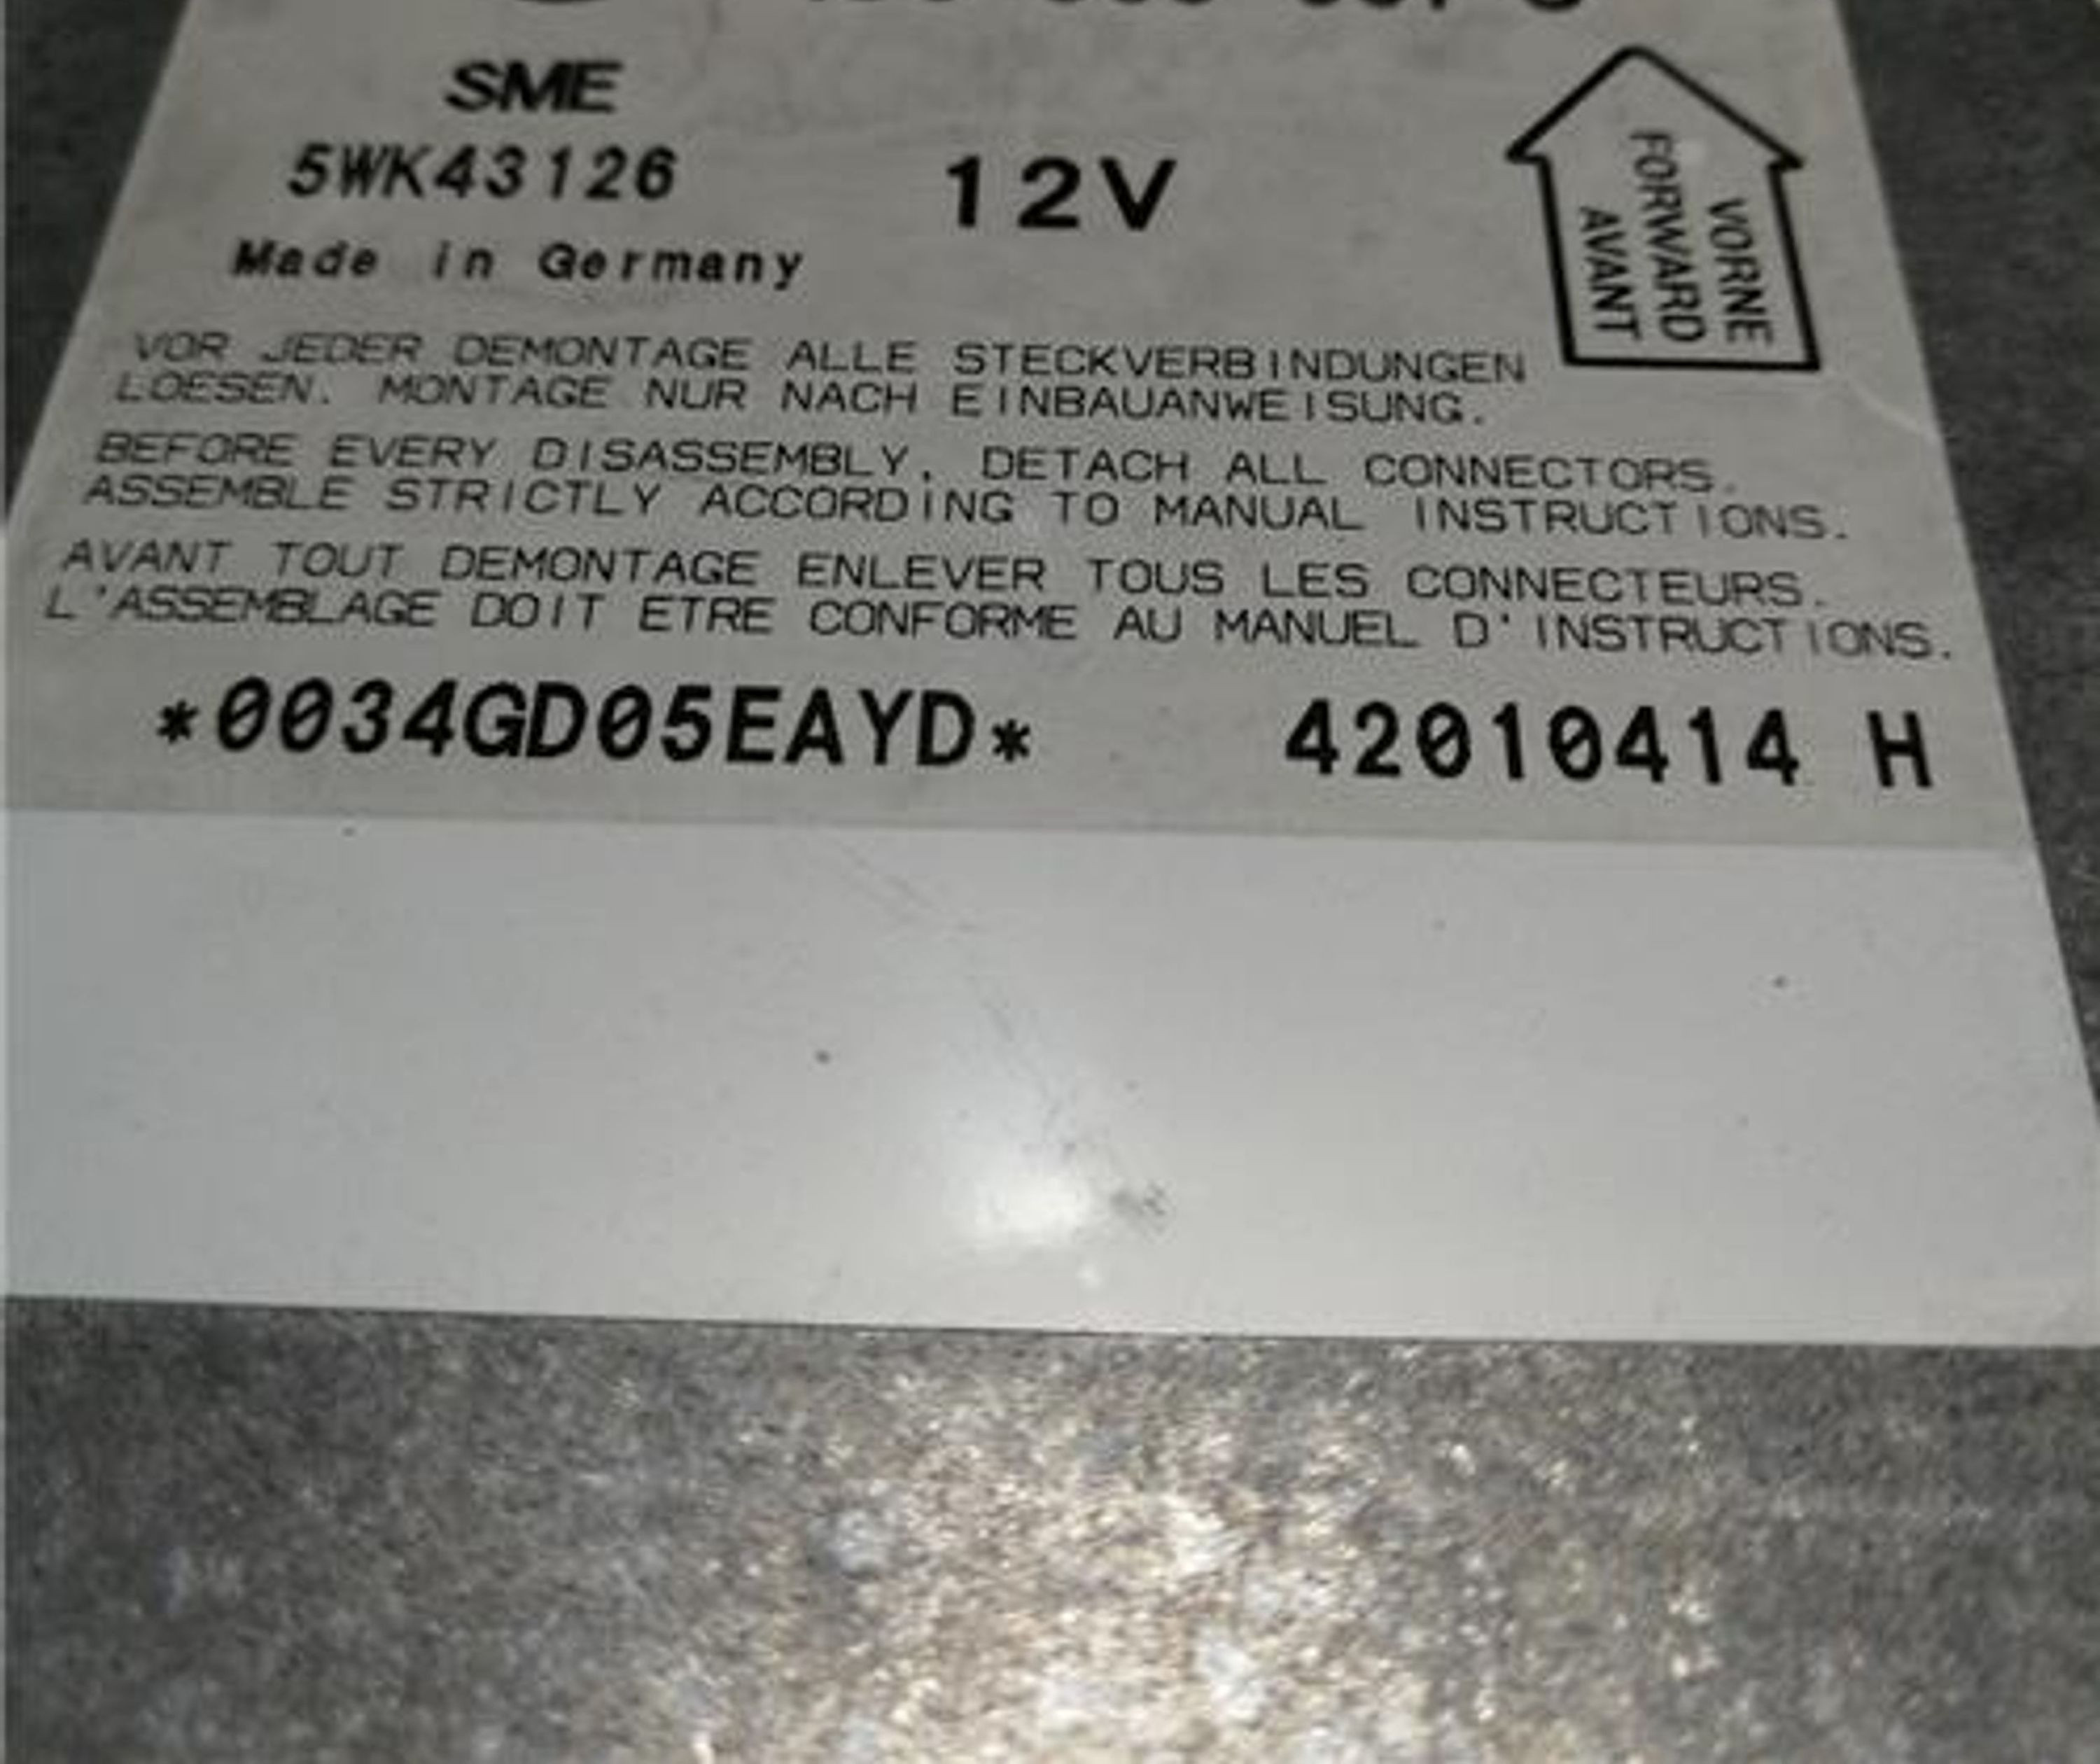 SME
5WK43126
12V
Made in Germany
VORNE
FORWARD
AVANT
VOR JEDER DEMONTAGE ALLE STECKVERBINDUNGEN
LOESEN. MONTAGE NUR NACH EINBAUANWEISUNG.
BEFORE EVERY DISASSEMBLY, DETACH ALL CONNECTORS.
ASSEMBLE STRICTLY ACCORDING TO MANUAL INSTRUCTIONS.
AVANT TOUT DEMONTAGE ENLEVER TOUS LES CONNECTEURS.
L'ASSEMBLAGE DOIT ETRE CONFORME AU MANUEL D'INSTRUCTIONS.
*0034GD05EAYD* 42010414 H